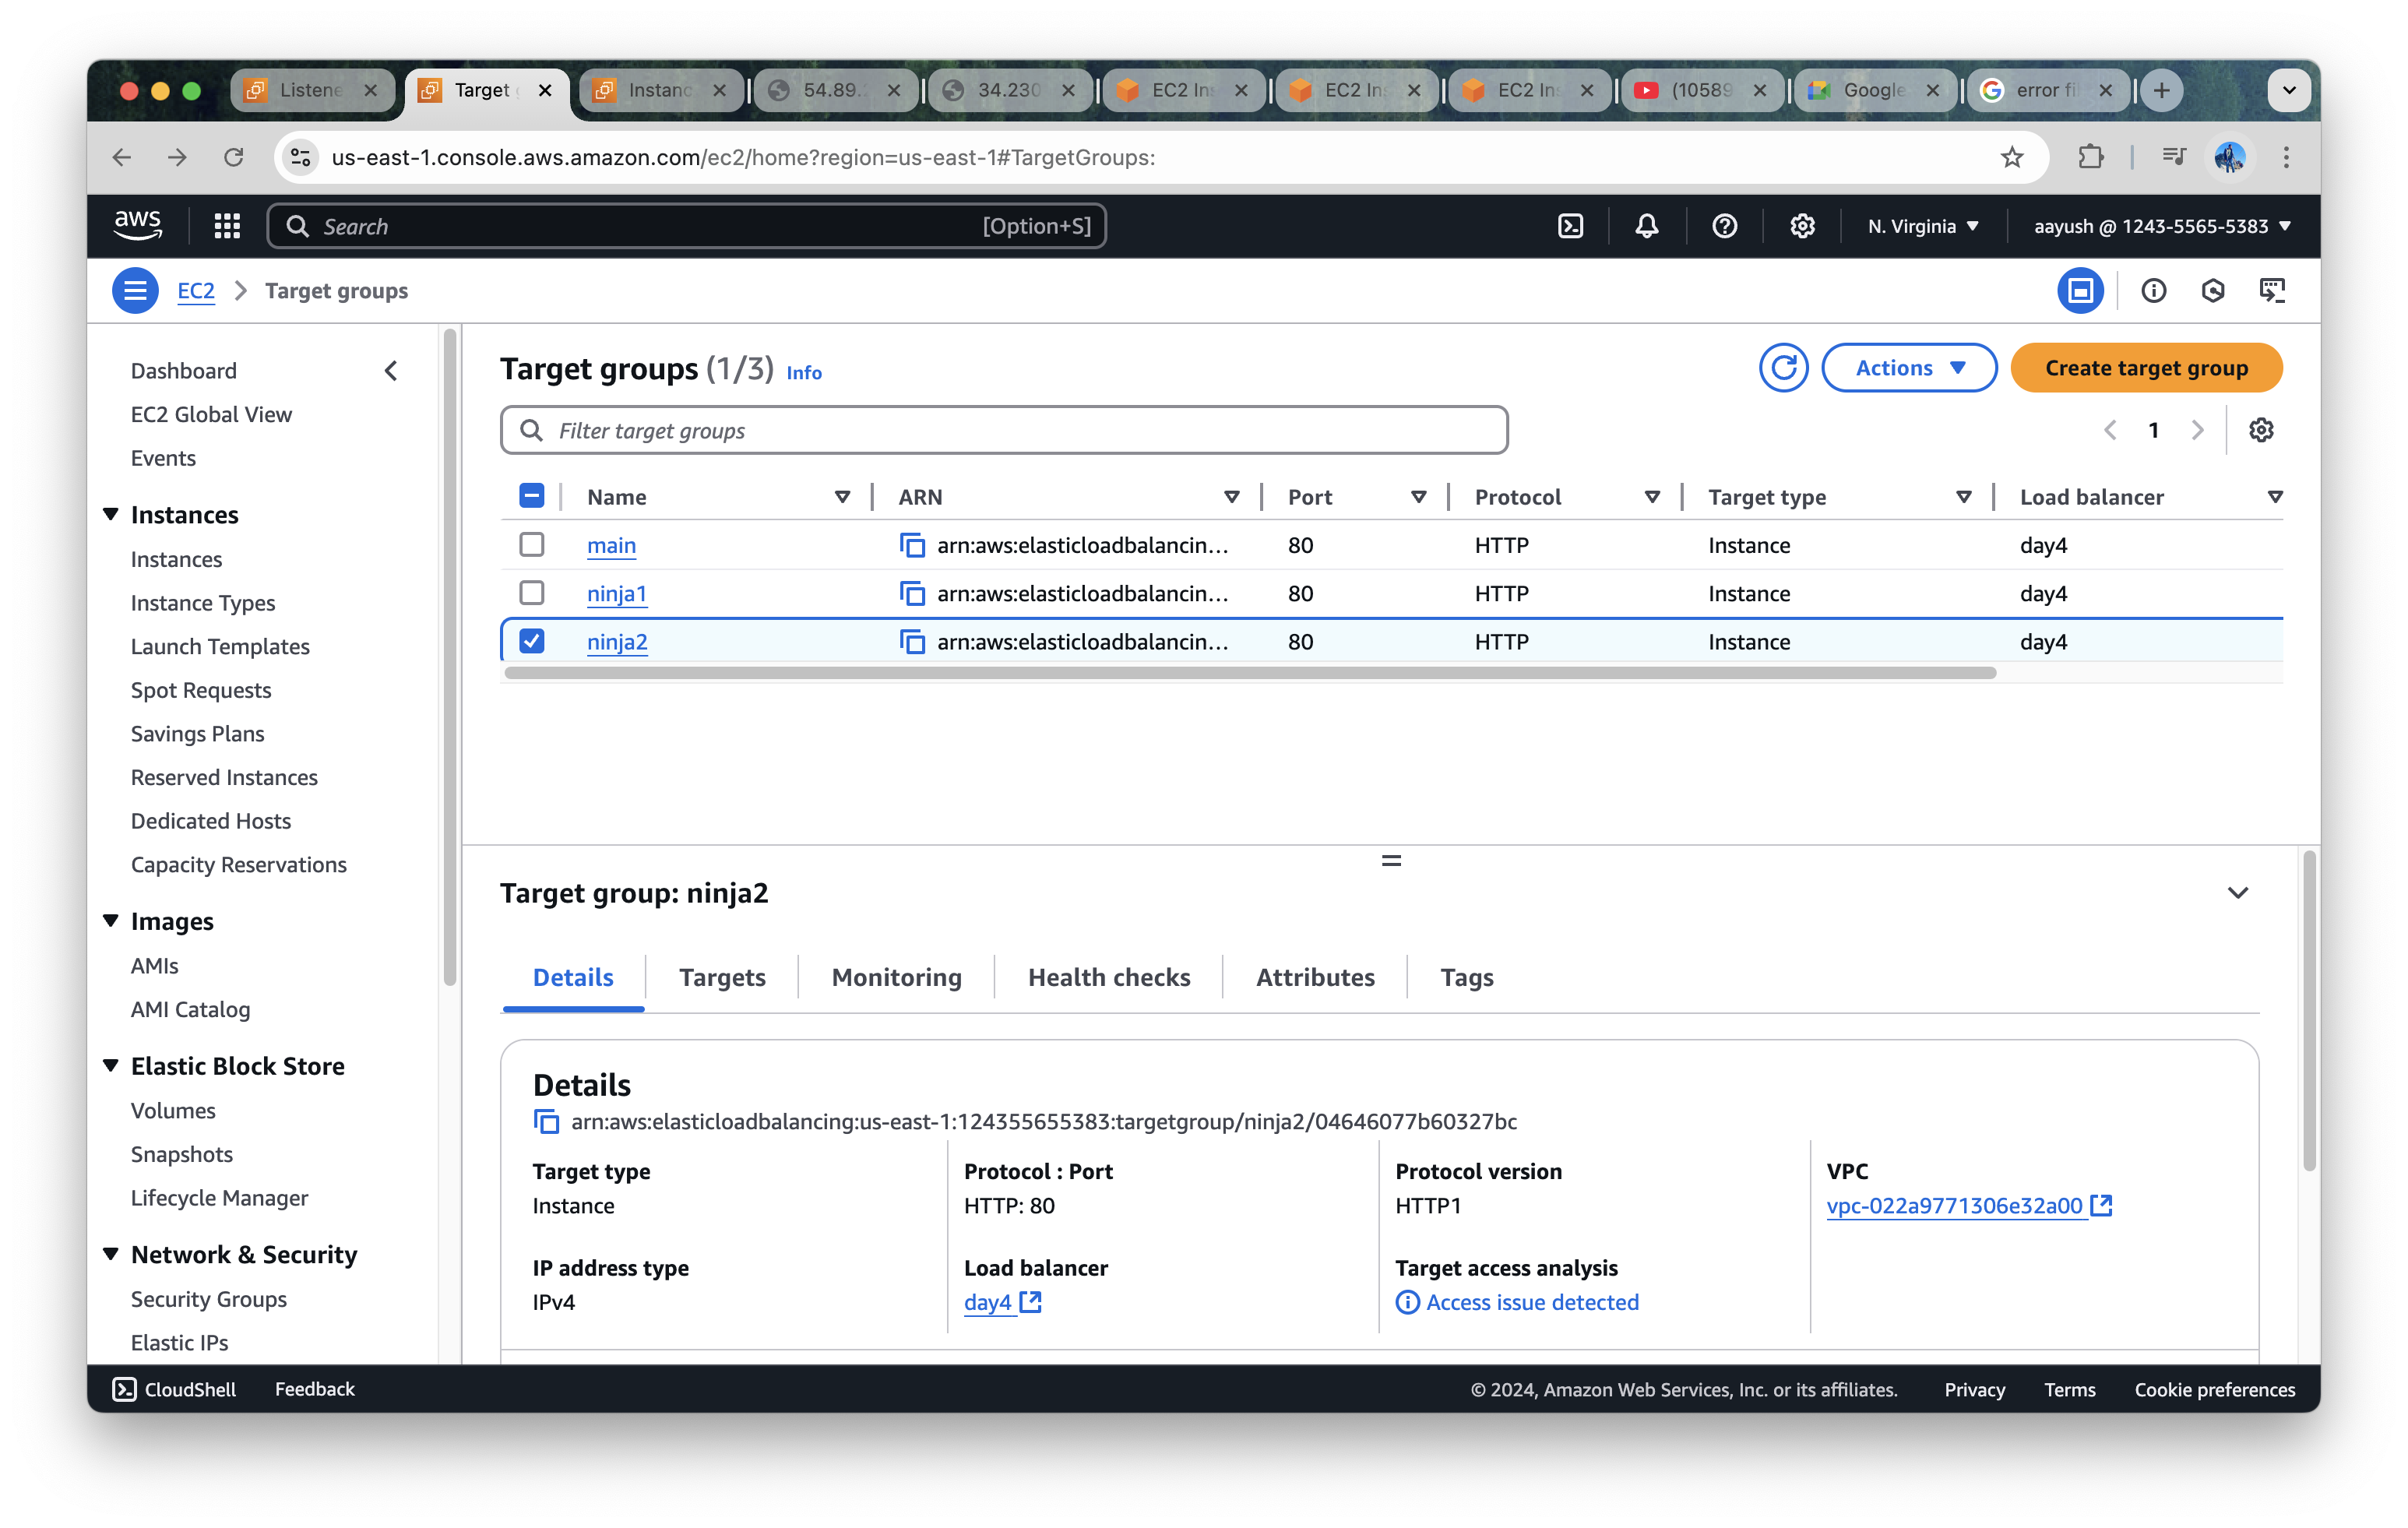 Listene
Target
Instanc
54.89.
34.230
EC2 Ins
EC2 Ins
EC2 Ins
(10589
Google
error fi
us-east-1.console.aws.amazon.com/ec2/home?region=us-east-1#TargetGroups:
aws
Search
[Option+S]
N. Virginia
aayush @ 1243-5565-5383
EC2
Target groups
Dashboard
EC2 Global View
Events
Instances
Instances
Instance Types
Launch Templates
Spot Requests
Savings Plans
Reserved Instances
Dedicated Hosts
Capacity Reservations
Images
AMIs
AMI Catalog
Elastic Block Store
Volumes
Snapshots
Lifecycle Manager
Network & Security
Security Groups
Elastic IPs
Target groups (1/3) Info
Actions
Create target group
Filter target groups
1
Name ARN Port Protocol Target type Load balancer
main arn:aws:elasticloadbalancin... 80 HTTP Instance day4
ninja1 arn:aws:elasticloadbalancin... 80 HTTP Instance day4
ninja2 arn:aws:elasticloadbalancin... 80 HTTP Instance day4
Target group: ninja2
Details Targets Monitoring Health checks Attributes Tags
Details
arn:aws:elasticloadbalancing:us-east-1:124355655383:targetgroup/ninja2/04646077b60327bc
Target type
Instance
Protocol : Port
HTTP: 80
Protocol version
HTTP1
VPC
vpc-022a9771306e32a00
IP address type
IPv4
Load balancer
day4
Target access analysis
Access issue detected
CloudShell
Feedback
© 2024, Amazon Web Services, Inc. or its affiliates.
Privacy
Terms
Cookie preferences